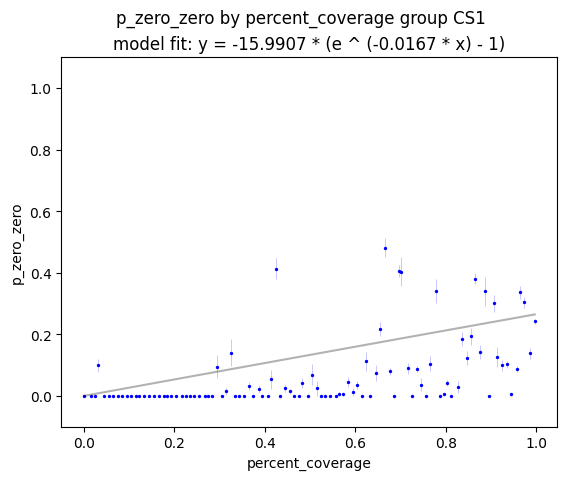 p_zero_zero by percent_coverage group CS1
model fit: y = -15.9907 * (e ^ (-0.0167 * x) - 1)
1.0
0.8
0.6
0.4
0.2
0.0
p_zero_zero
0.0 0.2 0.4 0.6 0.8 1.0
percent_coverage